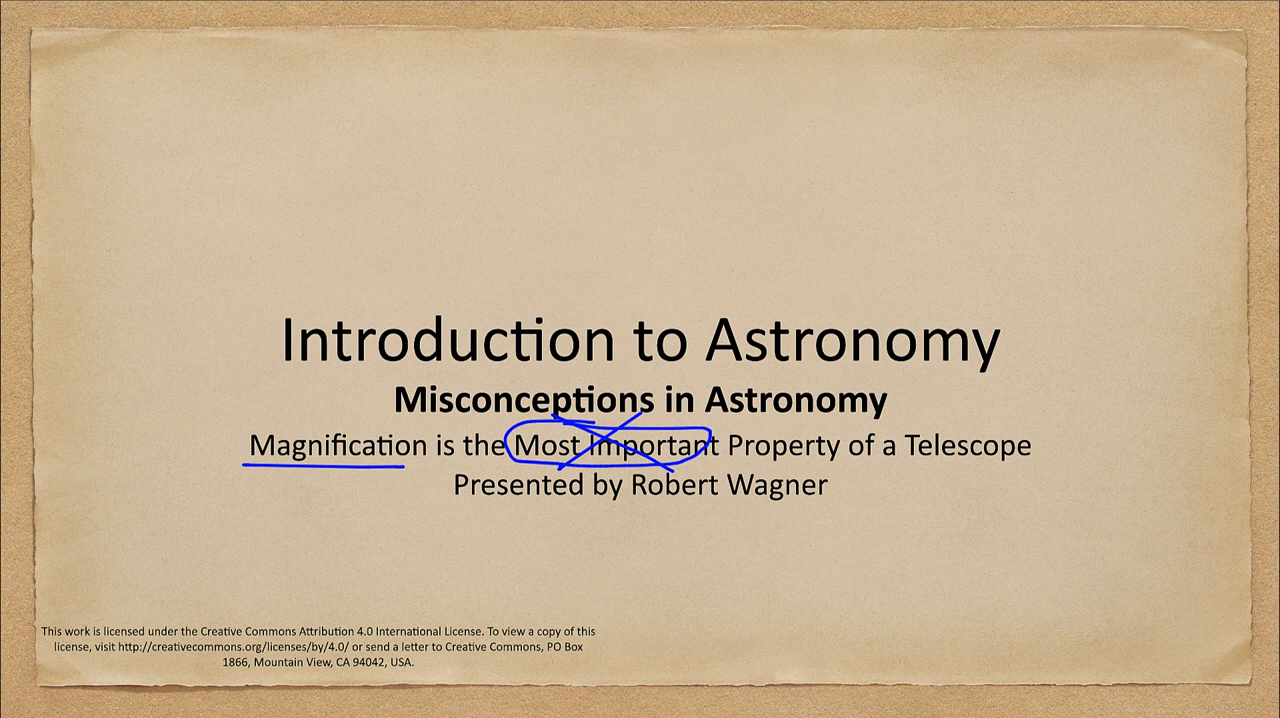 Introduction to Astronomy
Misconceptions in Astronomy
Magnification is the Most Important Property of a Telescope
Presented by Robert Wagner
This work is licensed under the Creative Commons Attribution 4.0 International License. To view a copy of this
license, visit http://creativecommons.org/licenses/by/4.0/ or send a letter to Creative Commons, PO Box
1866, Mountain View, CA 94042, USA.